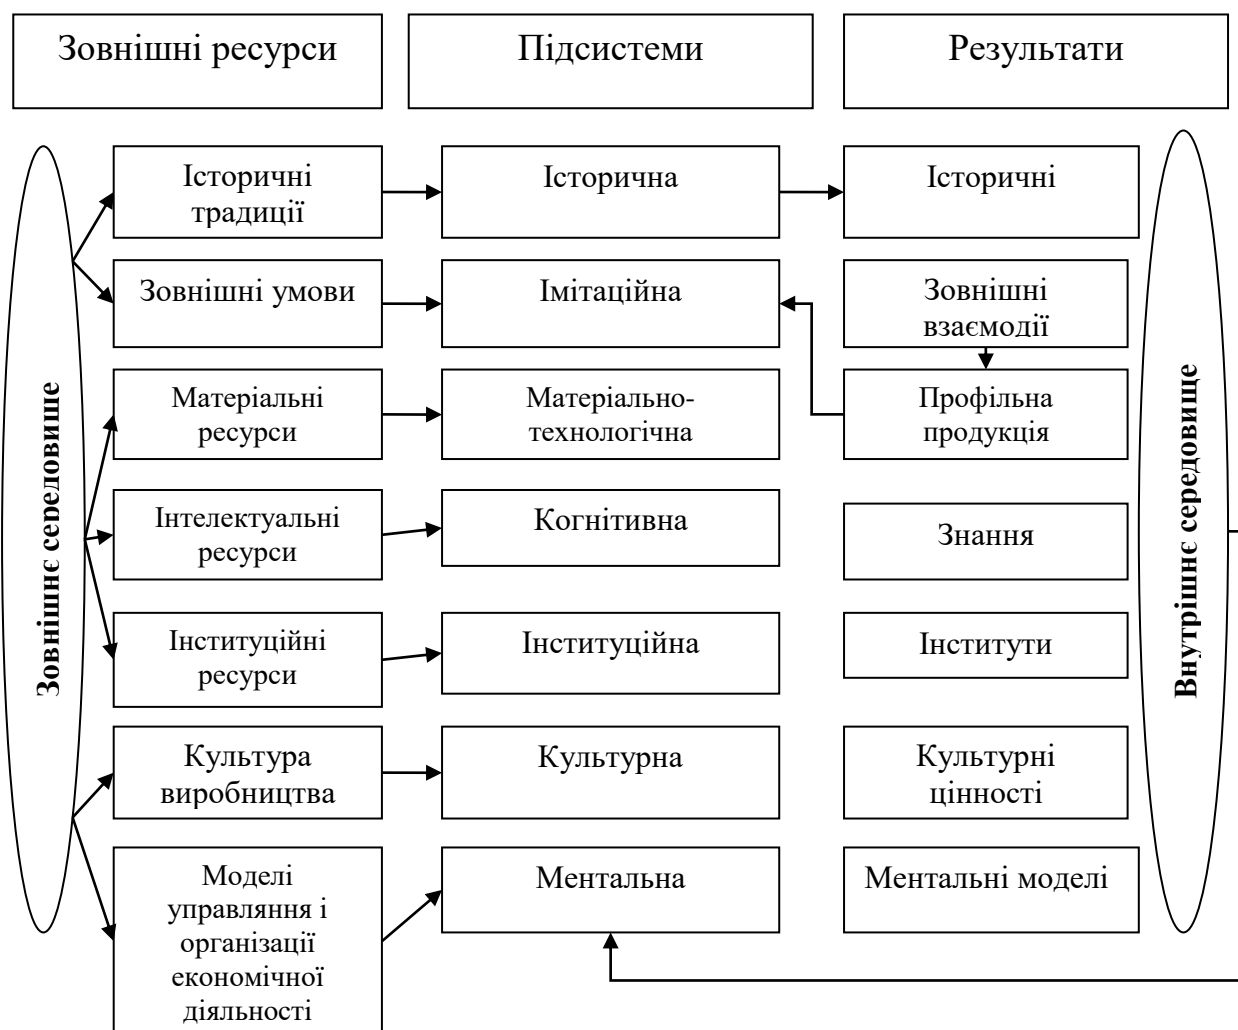 Зовнішні ресурси
Підсистеми
Результати
Історичні
традиції
Історична
Історичні
Зовнішні умови
Імітаційна
Зовнішні
взаємодії
Матеріальні
ресурси
Матеріально-
технологічна
Профільна
продукція
Інтелектуальні
ресурси
Когнітивна
Знання
Інституційні
ресурси
Інституційна
Інститути
Культура
виробництва
Культурна
Культурні
цінності
Моделі
управляння і
організації
економічної
діяльності
Ментальна
Ментальні моделі
Зовнішнє середовише
Внутрішнє середовище